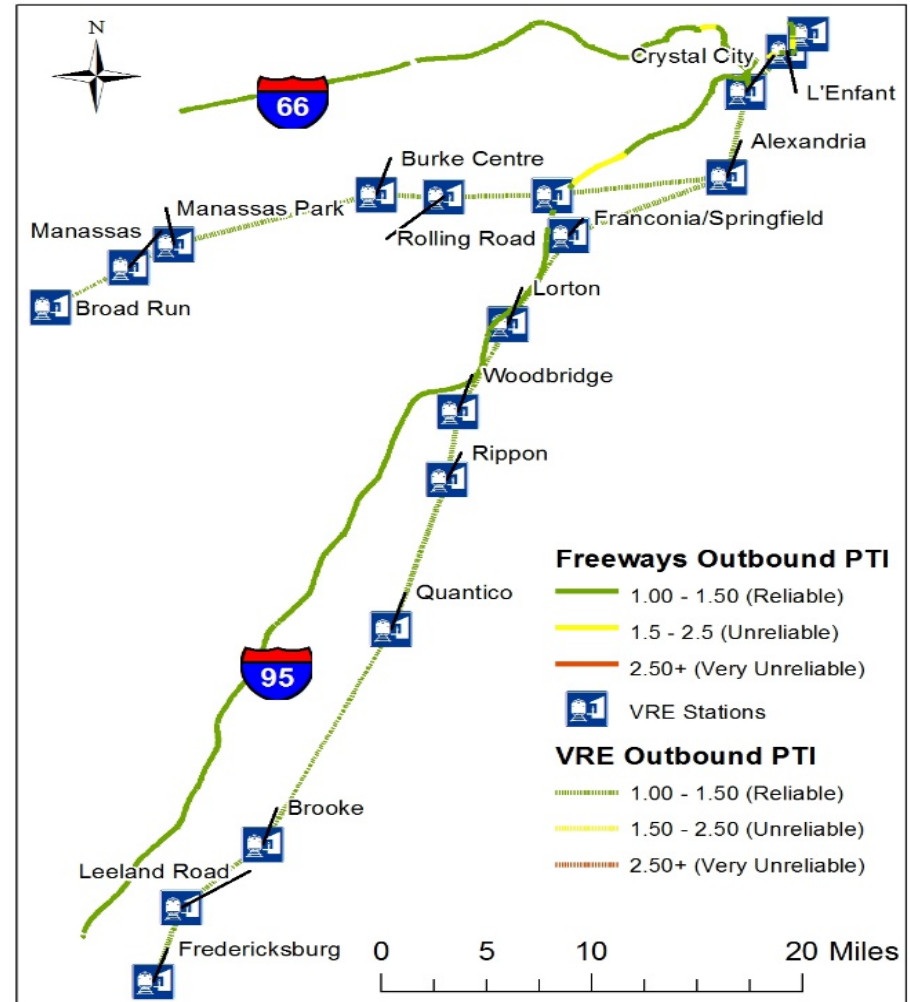 N
Crystal City
66
L'Enfant
Alexandria
Burke Centre
Manassas Park
Manassas
Rolling Road
Franconia/Springfield
Lorton
Broad Run
Woodbridge
Rippon
Freeways Outbound PTI
1.00 - 1.50 (Reliable)
Quantico
1.5 - 2.5 (Unreliable)
95
2.50+ (Very Unreliable)
VRE Stations
VRE Outbound PTI
1.00 - 1.50 (Reliable)
Brooke
1.50 - 2.50 (Unreliable)
Leeland Road
2.50+ (Very Unreliable)
Fredericksburg
0 5 10 20 Miles